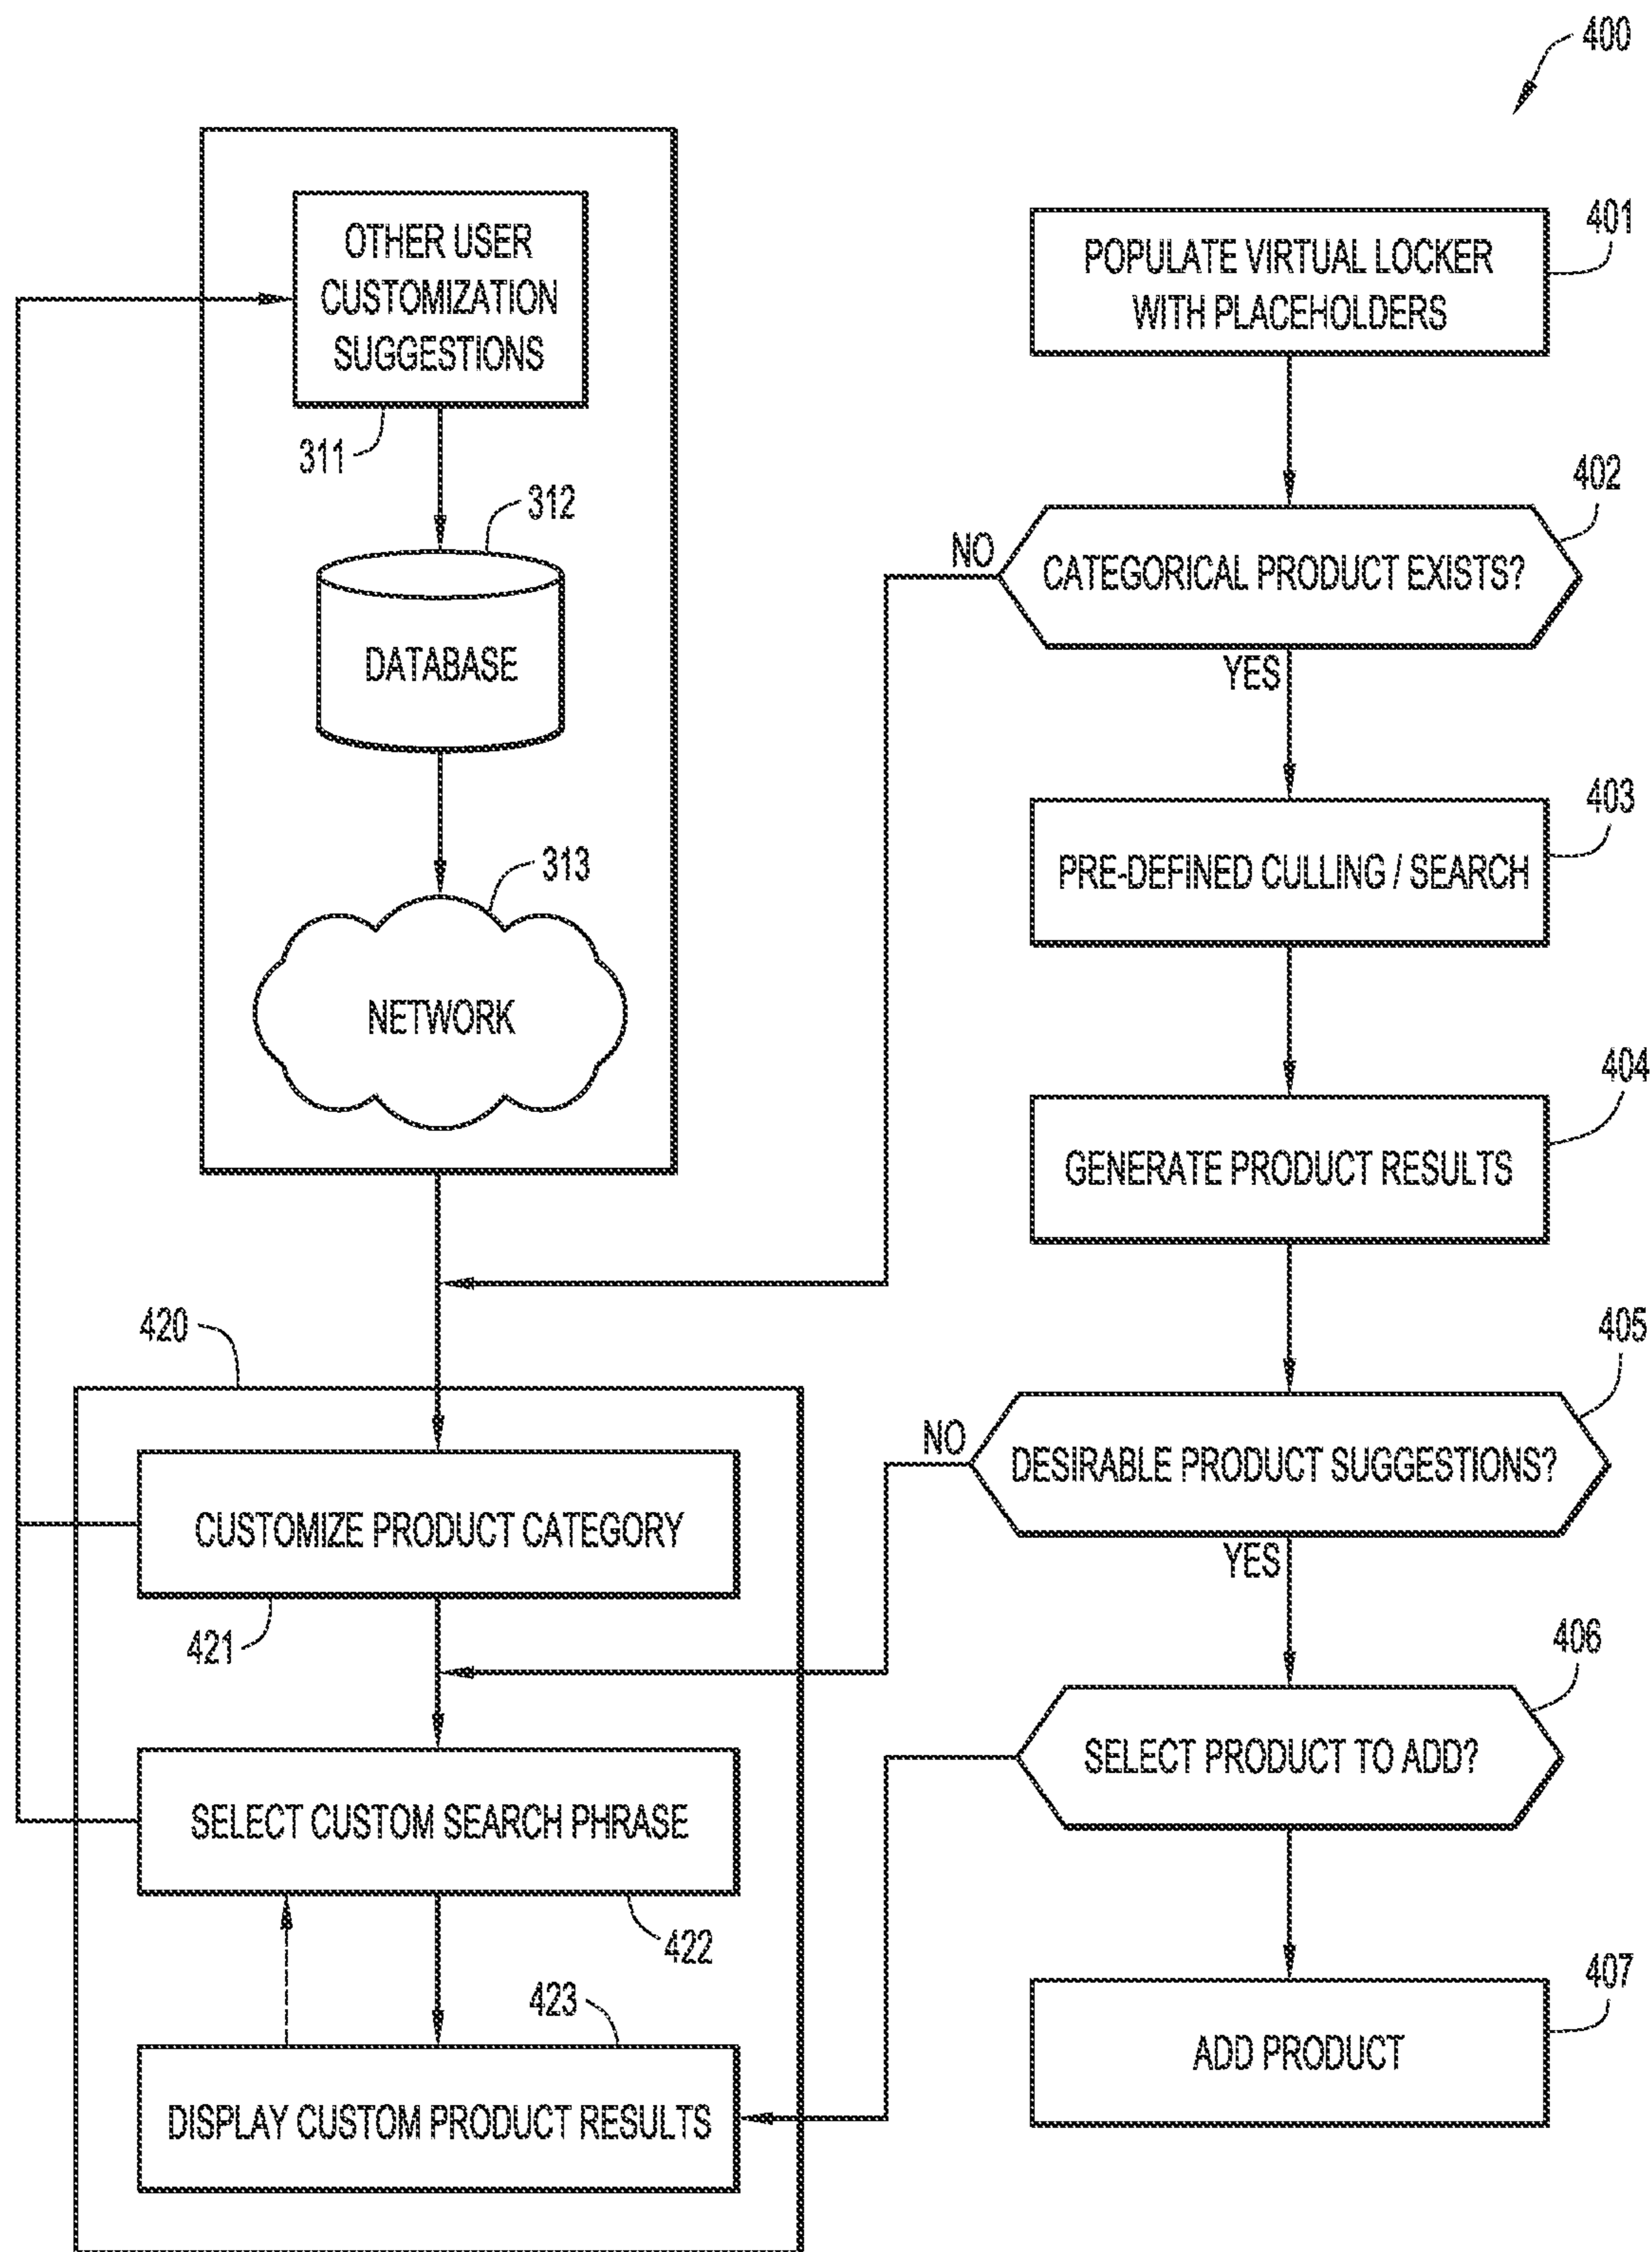 400
OTHER USER
CUSTOMIZATION
SUGGESTIONS
311
312
DATABASE
313
NETWORK
401
POPULATE VIRTUAL LOCKER
WITH PLACEHOLDERS
402
NO
CATEGORICAL PRODUCT EXISTS?
YES
403
PRE-DEFINED CULLING / SEARCH
404
GENERATE PRODUCT RESULTS
405
NO
DESIRABLE PRODUCT SUGGESTIONS?
YES
406
SELECT PRODUCT TO ADD?
407
ADD PRODUCT
420
CUSTOMIZE PRODUCT CATEGORY
421
SELECT CUSTOM SEARCH PHRASE
422
423
DISPLAY CUSTOM PRODUCT RESULTS